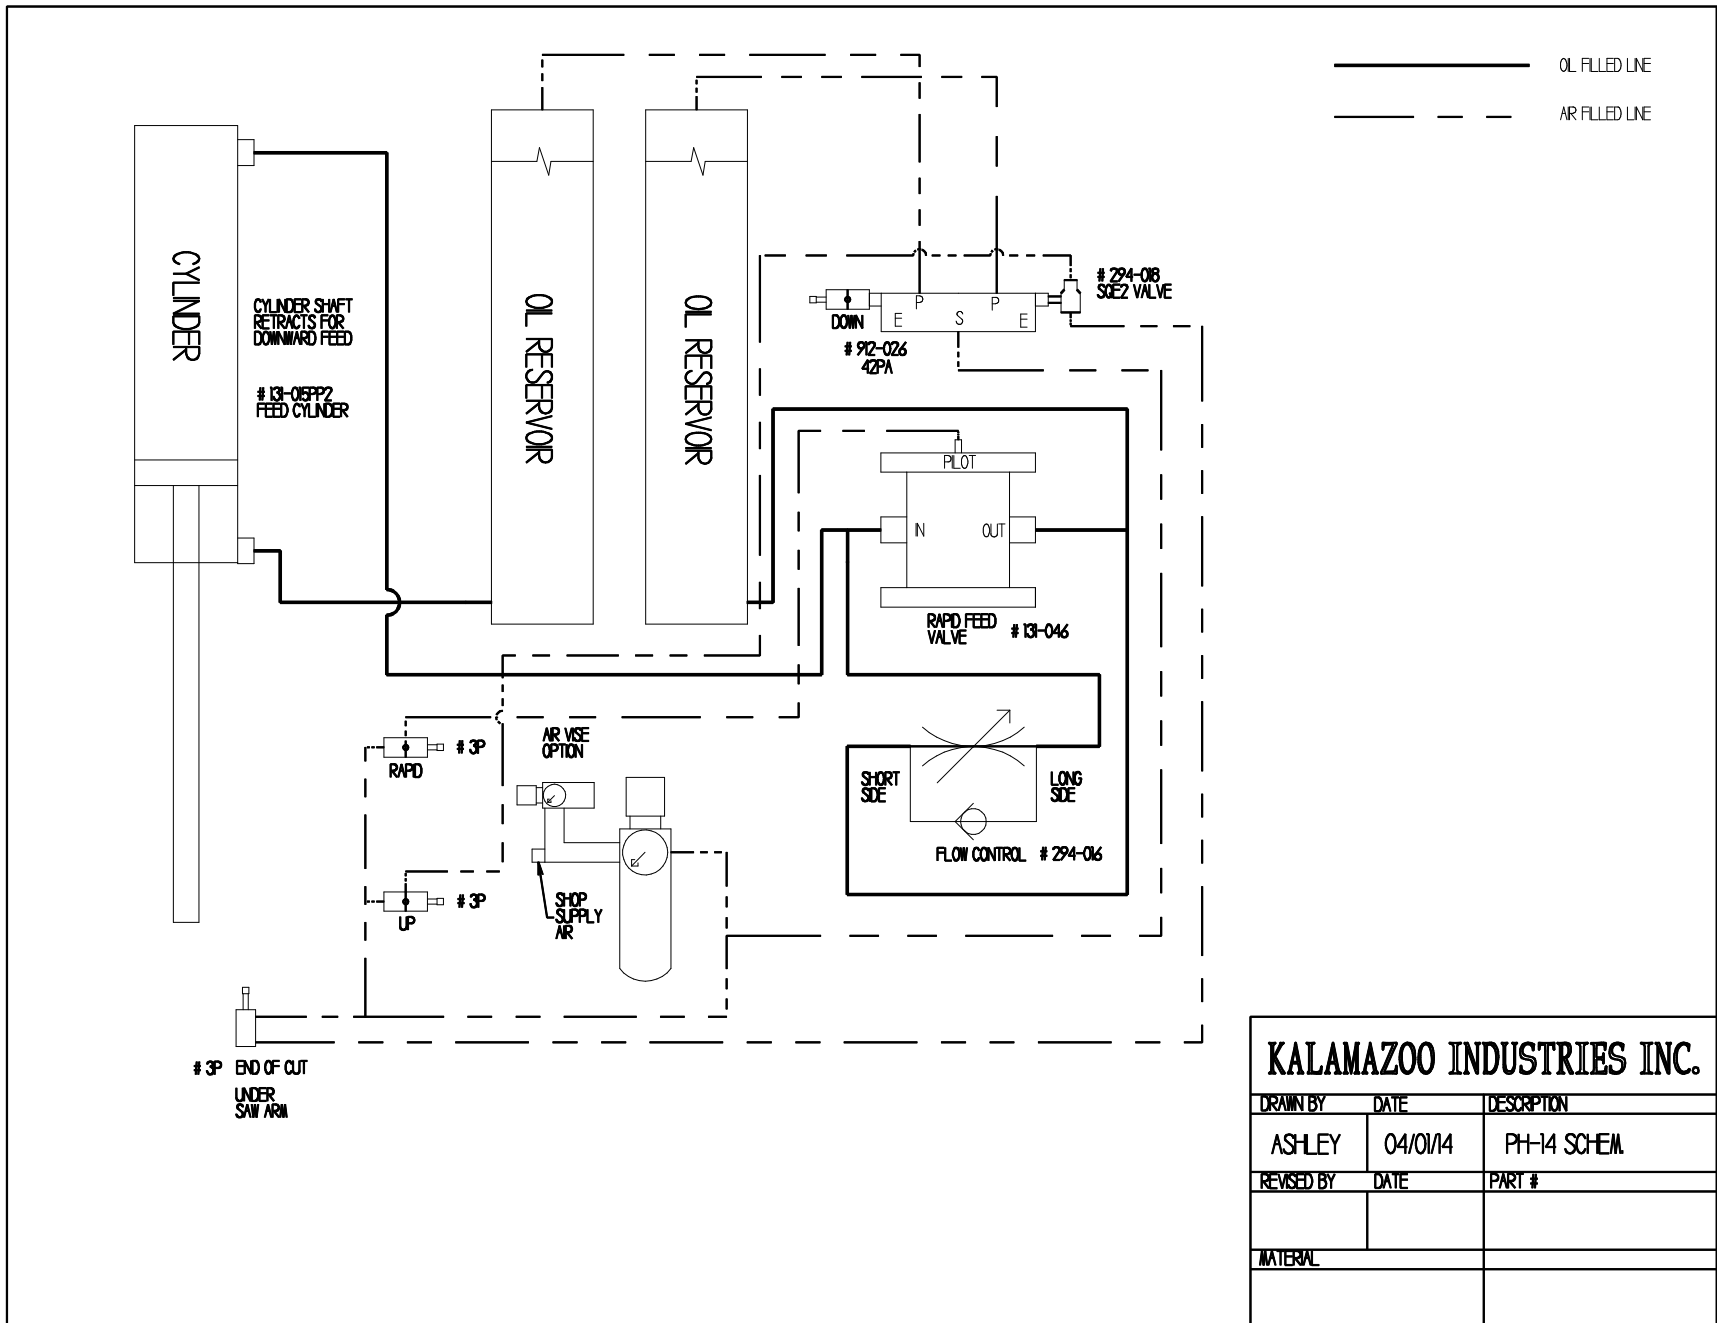 OIL FILLED LINE
AIR FILLED LINE
CYLINDER
CYLINDER SHAFT
RETRACTS FOR
DOWNWARD FEED
# 131-015PP2
FEED CYLINDER
OIL RESERVOIR
OIL RESERVOIR
# 294-018
SQE2 VALVE
DOWN
P
P
E
S
E
# 912-026
42PA
PILOT
IN
OUT
RAPID FEED
VALVE
# 131-046
# 3P
RAPID
AIR VISE
OPTION
SHORT
SIDE
LONG
SIDE
FLOW CONTROL # 294-016
# 3P
UP
SHOP
SUPPLY
AIR
# 3P END OF CUT
UNDER
SAW ARM
KALAMAZOO INDUSTRIES INC.
DRAWN BY DATE DESCRIPTION
ASHLEY 04/01/14 PH-14 SCHEM.
REVISED BY DATE PART #
MATERIAL